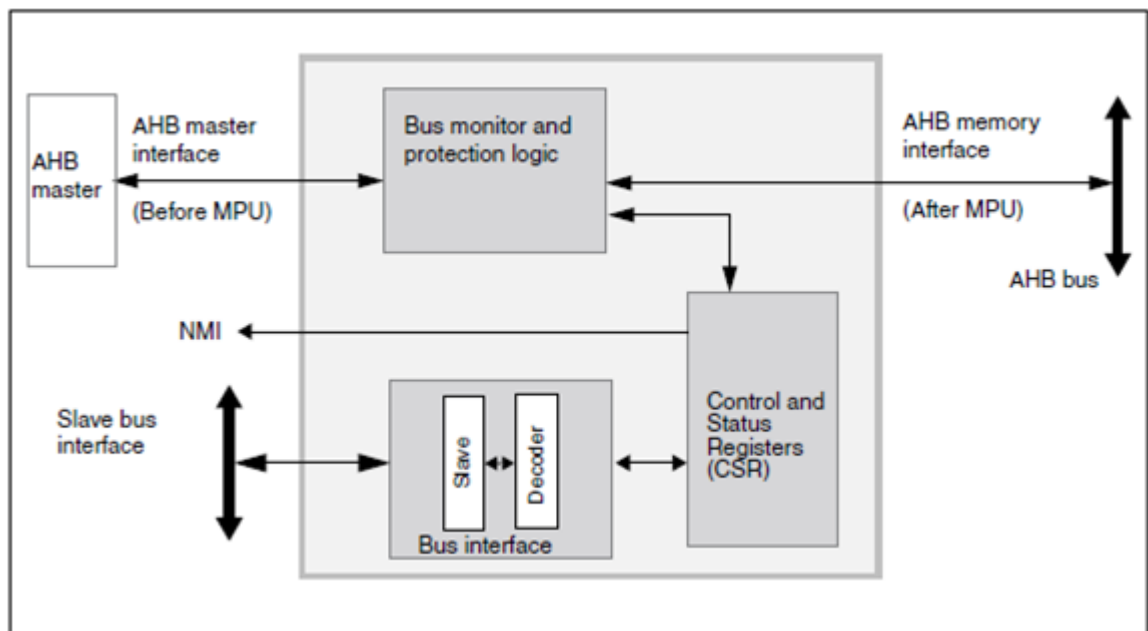 AHB
master
AHB master
interface
(Before MPU)
Bus monitor and
protection logic
AHB memory
interface
(After MPU)
AHB bus
NMI
Slave bus
interface
Slave
Decoder
Bus interface
Control and
Status
Registers
(CSR)